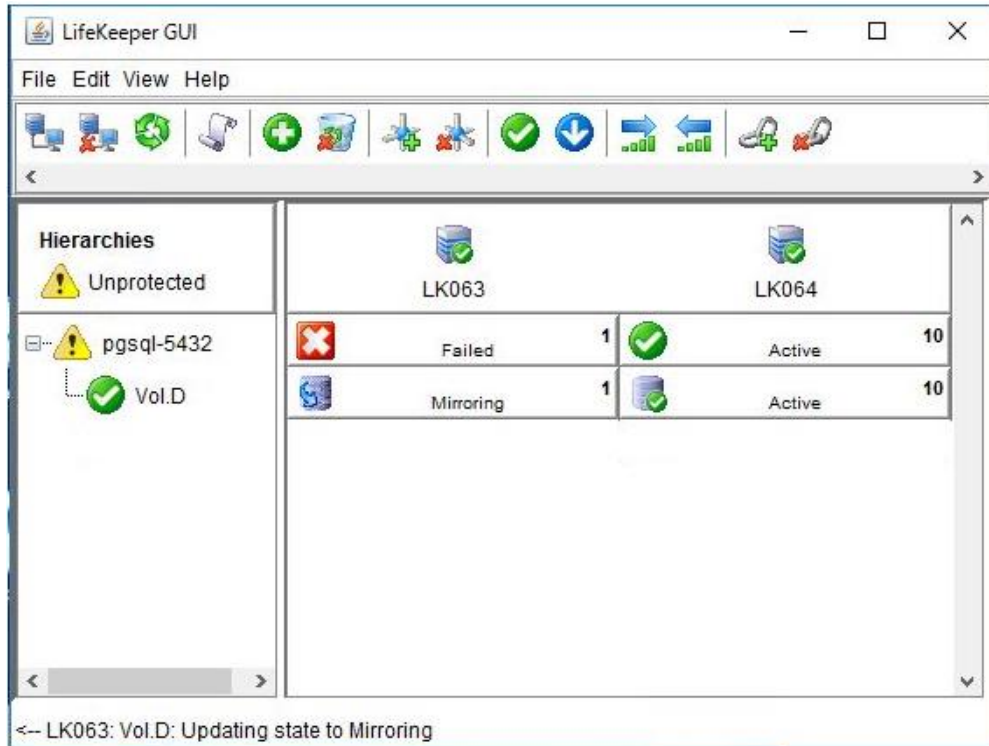 LifeKeeper GUI
File Edit View Help
Hierarchies
Unprotected
LK063
LK064
pgsql-5432
Failed 1
Active 10
Vol.D
Mirroring 1
Active 10
<-- LK063: Vol.D: Updating state to Mirroring